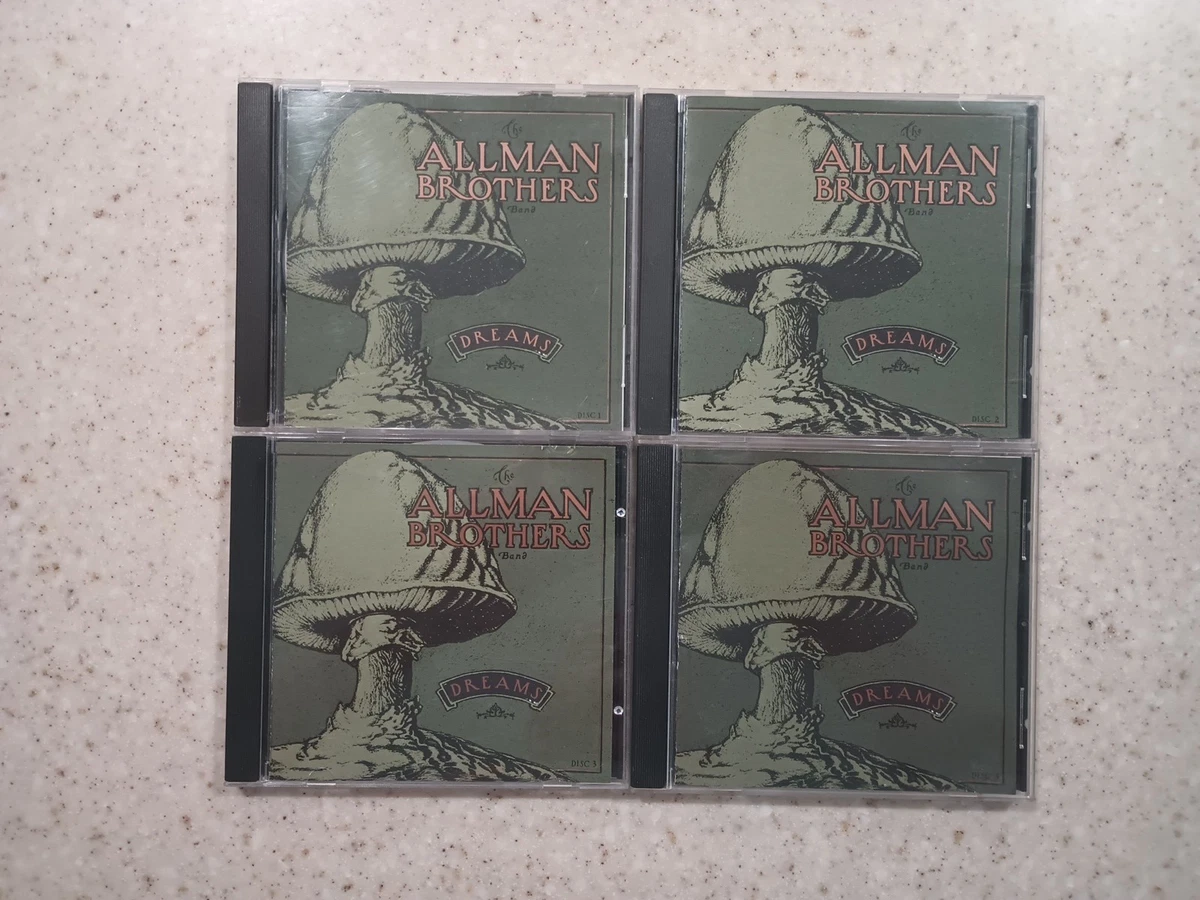 The
ALLMAN
BROTHERS
Band
DREAMS
DISC 1
The
ALLMAN
BROTHERS
Band
DREAMS
DISC 2
The
ALLMAN
BROTHERS
Band
DREAMS
DISC 3
The
ALLMAN
BROTHERS
Band
DREAMS
DISC